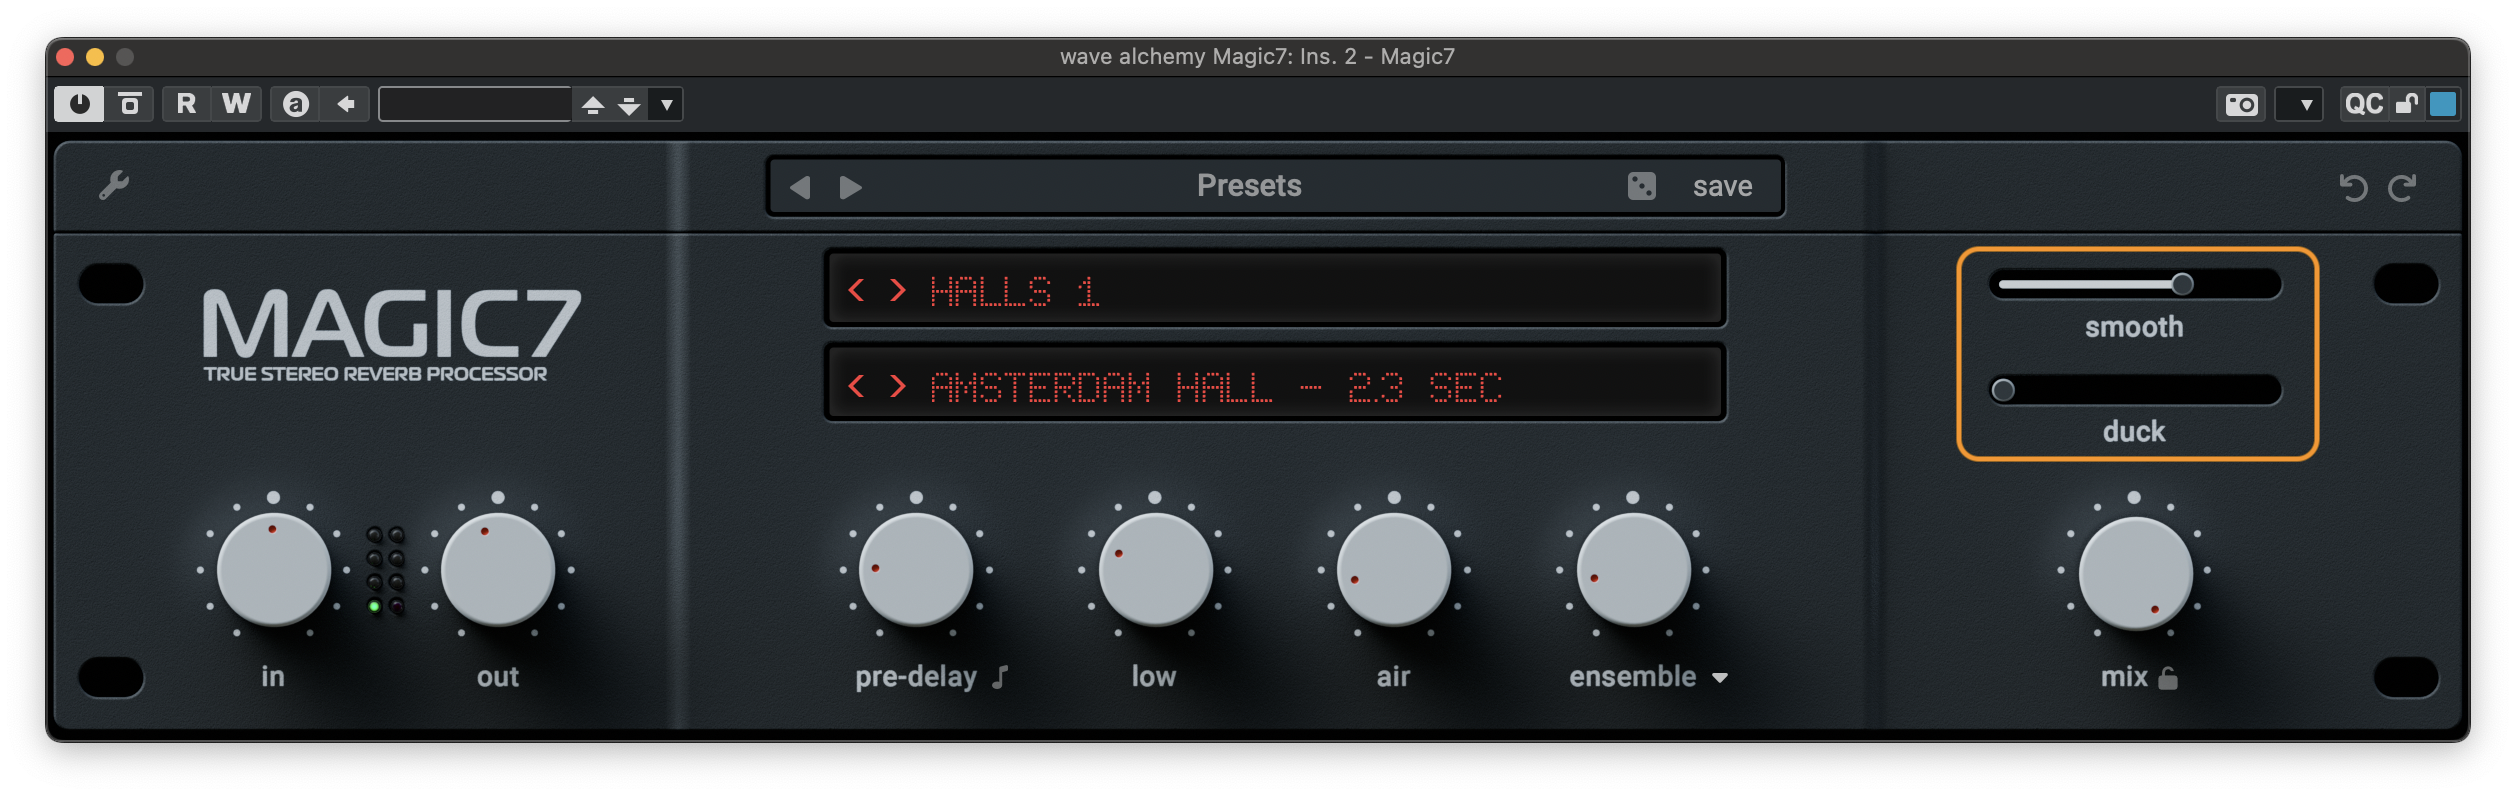 wave alchemy Magic7: Ins. 2 - Magic7
R W a QC
Presets save
MAGIC7
TRUE STEREO REVERB PROCESSOR
< > HALLS 1
< > AMSTERDAM HALL - 2.3 SEC
smooth
duck
in out pre-delay low air ensemble mix